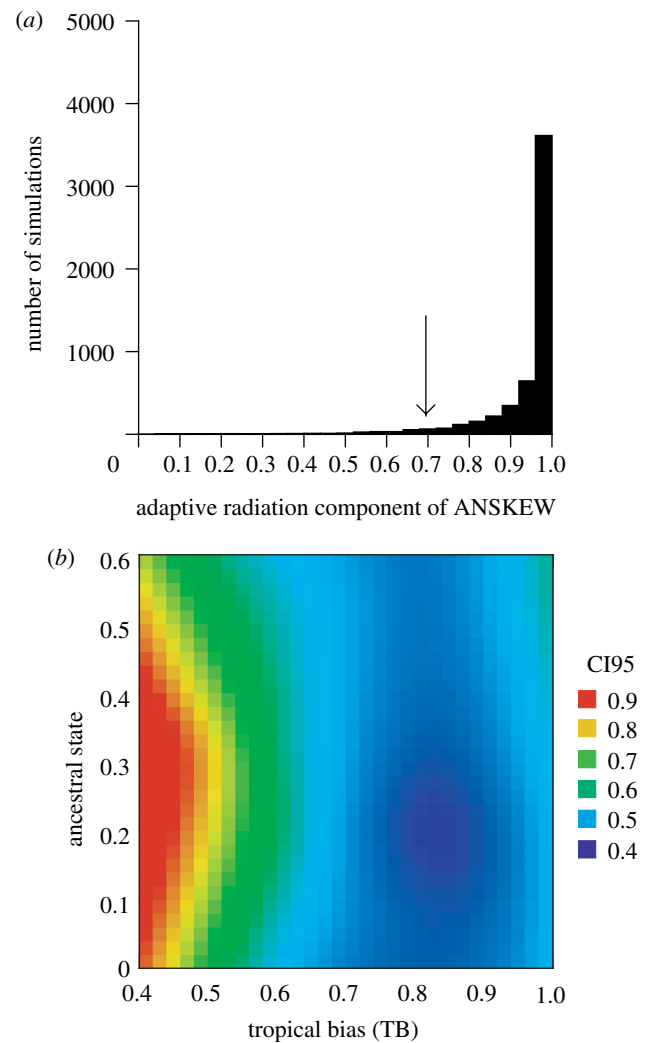 (a)
5000
4000
3000
2000
1000
number of simulations
0 0.1 0.2 0.3 0.4 0.5 0.6 0.7 0.8 0.9 1.0
adaptive radiation component of ANSKEW
(b)
0.6
0.5
0.4
0.3
0.2
0.1
0
ancestral state
0.4 0.5 0.6 0.7 0.8 0.9 1.0
tropical bias (TB)
CI95
0.9
0.8
0.7
0.6
0.5
0.4